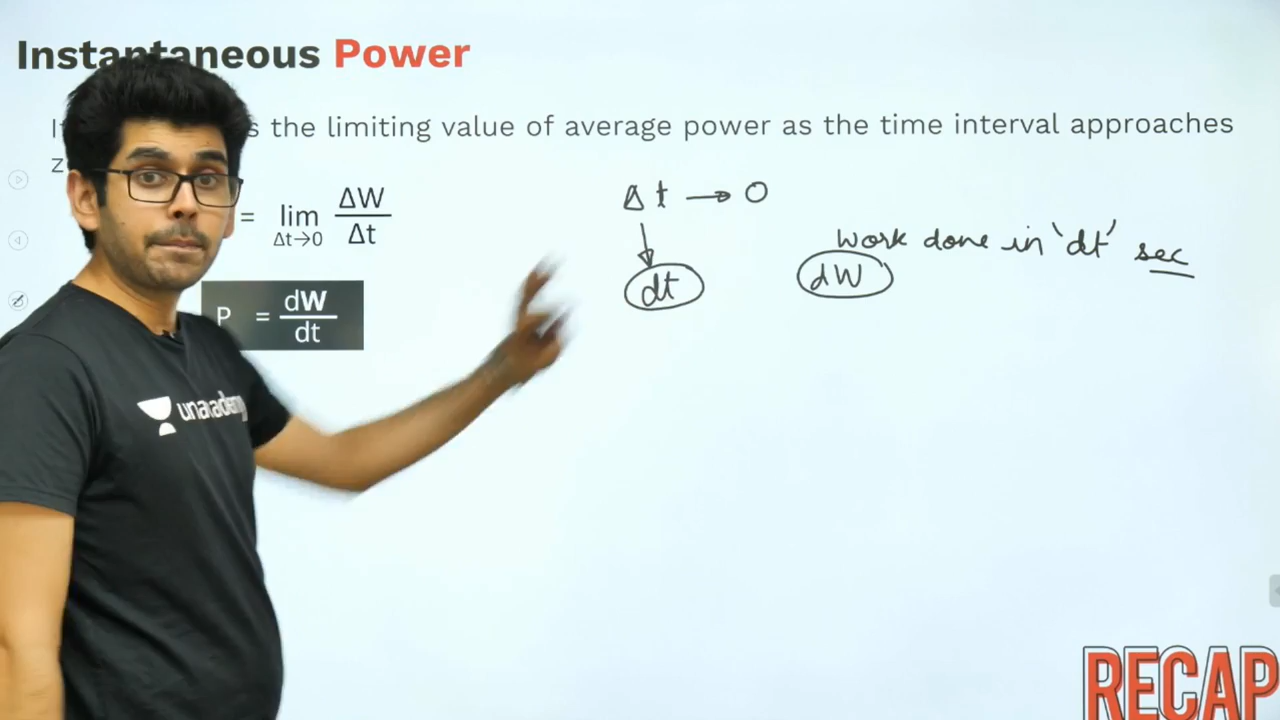 Instantaneous Power
the limiting value of average power as the time interval approaches
= lim Δt→0 ΔW/Δt
P = dW/dt
Δt → 0
dt
Work done in 'dt' sec
dW
unacademy
RECAP